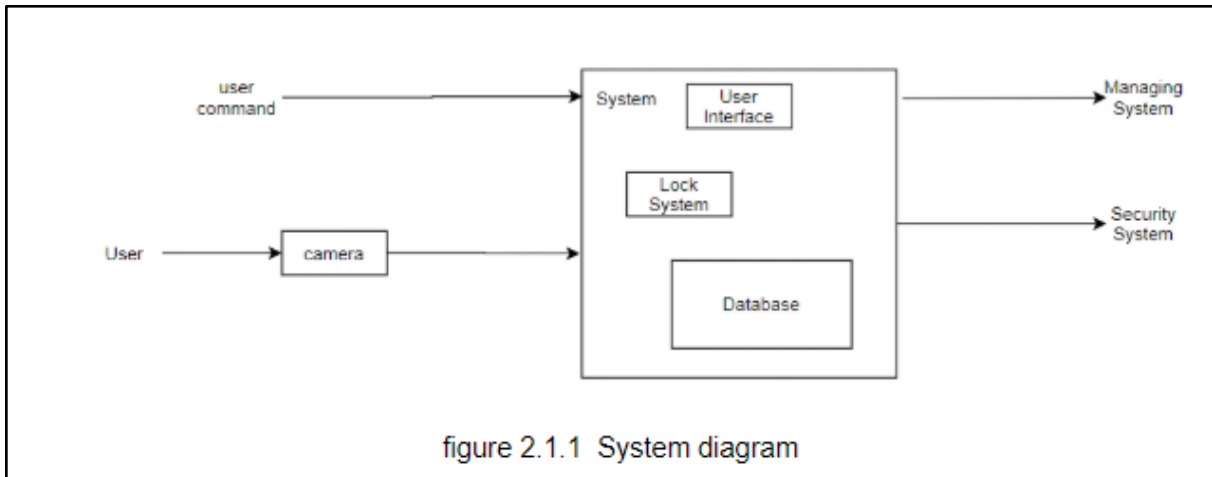 user
command
System
User
Interface
Managing
System
Lock
System
Security
System
User
camera
Database
figure 2.1.1 System diagram